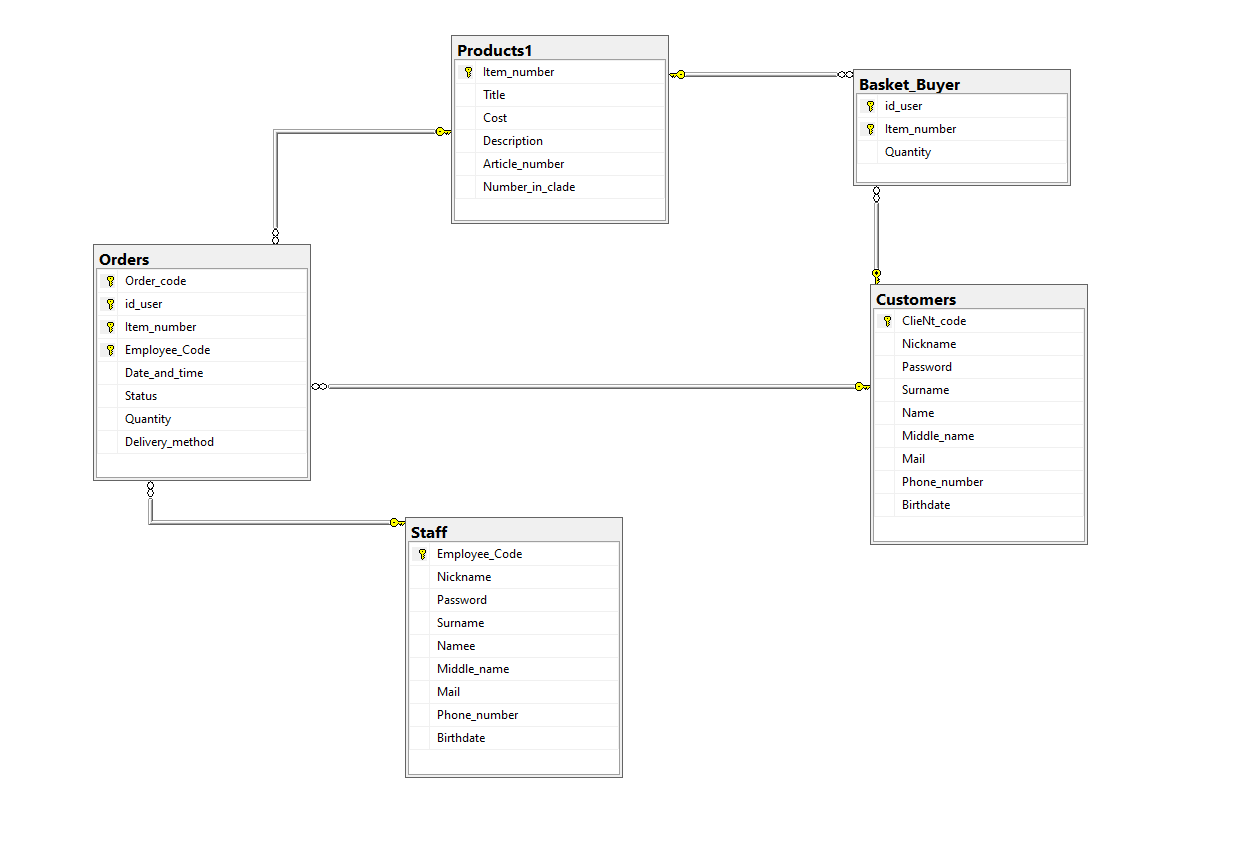 Products1
Item_number
Title
Cost
Description
Article_number
Number_in_clade
Basket_Buyer
id_user
Item_number
Quantity
Orders
Order_code
id_user
Item_number
Employee_Code
Date_and_time
Status
Quantity
Delivery_method
Customers
ClieNt_code
Nickname
Password
Surname
Name
Middle_name
Mail
Phone_number
Birthdate
Staff
Employee_Code
Nickname
Password
Surname
Namee
Middle_name
Mail
Phone_number
Birthdate